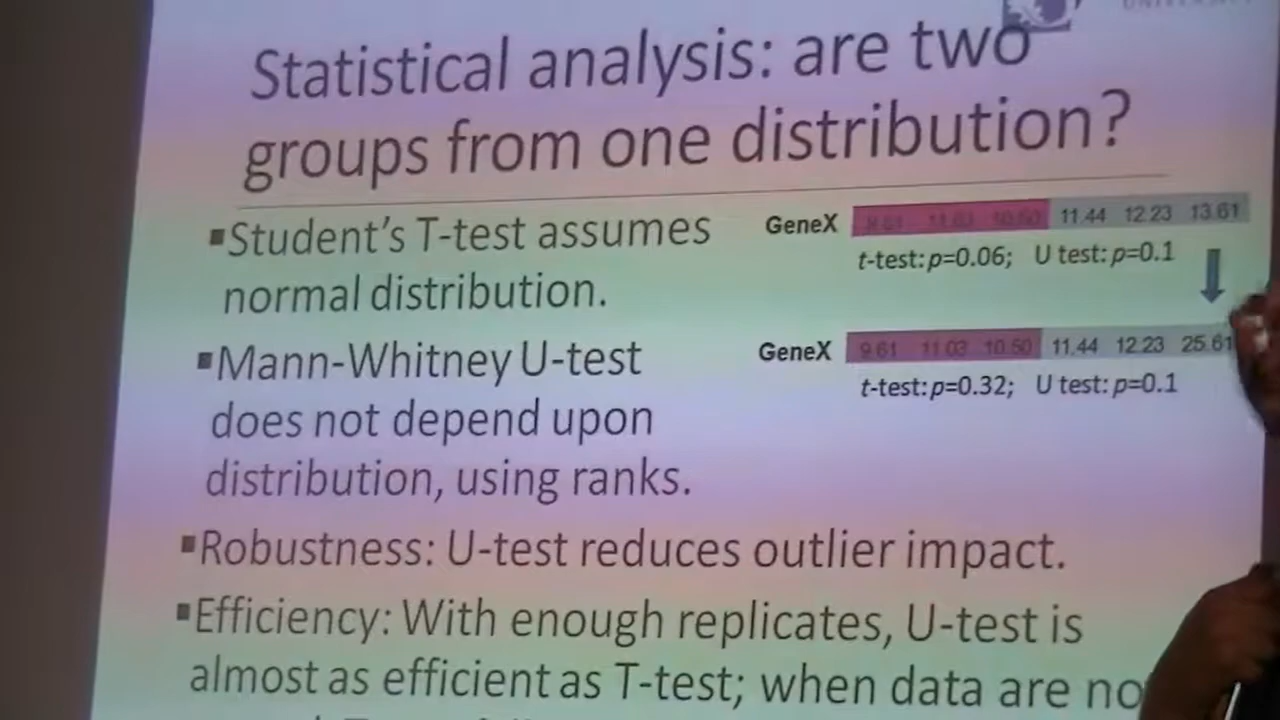 Statistical analysis: are two
groups from one distribution?
▪Student's T-test assumes
normal distribution.
▪Mann-Whitney U-test
does not depend upon
distribution, using ranks.
▪Robustness: U-test reduces outlier impact.
▪Efficiency: With enough replicates, U-test is
almost as efficient as T-test; when data are
GeneX 11.44 12.23 13.61
t-test: p=0.06; U test: p=0.1
GeneX 9.61 11.03 10.50 11.44 12.23 25.61
t-test: p=0.32; U test: p=0.1